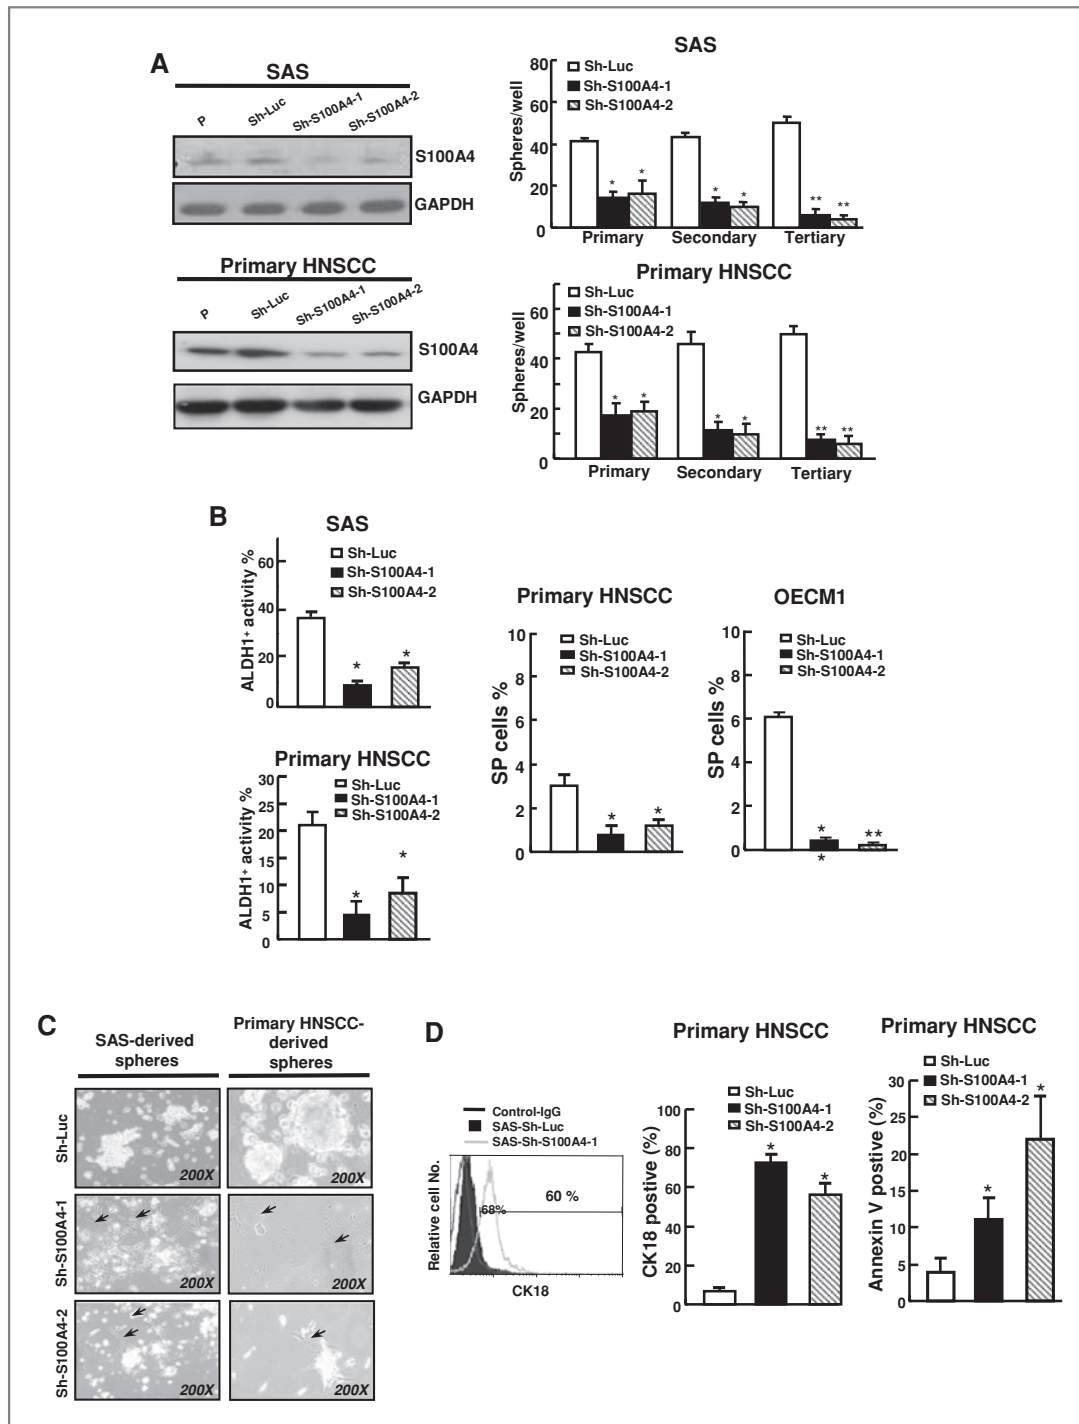 A
SAS
P Sh-Luc Sh-S100A4-1 Sh-S100A4-2
S100A4
GAPDH
Primary HNSCC
P Sh-Luc Sh-S100A4-1 Sh-S100A4-2
S100A4
GAPDH
SAS
Sh-Luc
Sh-S100A4-1
Sh-S100A4-2
Spheres/well
80
60
40
20
0
* * * * ** **
Primary Secondary Tertiary
Primary HNSCC
Sh-Luc
Sh-S100A4-1
Sh-S100A4-2
Spheres/well
60
40
20
0
* * * * ** **
Primary Secondary Tertiary
B
SAS
Sh-Luc
Sh-S100A4-1
Sh-S100A4-2
ALDH1+ activity %
60
40
20
0
* *
Primary HNSCC
Sh-Luc
Sh-S100A4-1
Sh-S100A4-2
ALDH1+ activity %
30
25
20
15
10
5
0
* *
Primary HNSCC
Sh-Luc
Sh-S100A4-1
Sh-S100A4-2
SP cells %
10
8
6
4
2
0
* *
OECM1
Sh-Luc
Sh-S100A4-1
Sh-S100A4-2
SP cells %
10
8
6
4
2
0
* **
*
C
SAS-derived
spheres
Primary HNSCC-
derived
spheres
Sh-Luc
200X 200X
Sh-S100A4-1
200X 200X
Sh-S100A4-2
200X 200X
D
Control-IgG
SAS-Sh-Luc
SAS-Sh-S100A4-1
Relative cell No.
60 %
68%
CK18
Primary HNSCC
Sh-Luc
Sh-S100A4-1
Sh-S100A4-2
CK18 postive (%)
100
80
60
40
20
0
* *
Primary HNSCC
Sh-Luc
Sh-S100A4-1
Sh-S100A4-2
Annexin V postive (%)
30
25
20
15
10
5
0
* *